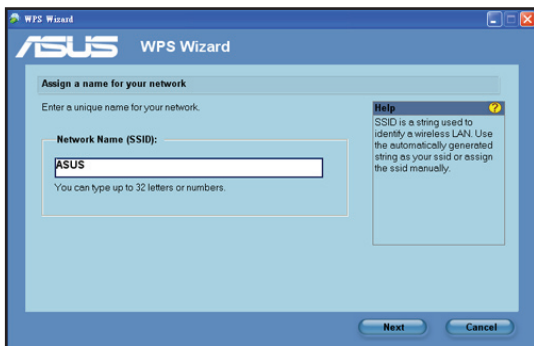 WPS Wizard
ASUS WPS Wizard
Assign a name for your network
Enter a unique name for your network.
Network Name (SSID):
ASUS
You can type up to 32 letters or numbers.
Help
SSID is a string used to
identify a wireless LAN. Use
the automatically generated
string as your ssid or assign
the ssid manually.
Next Cancel